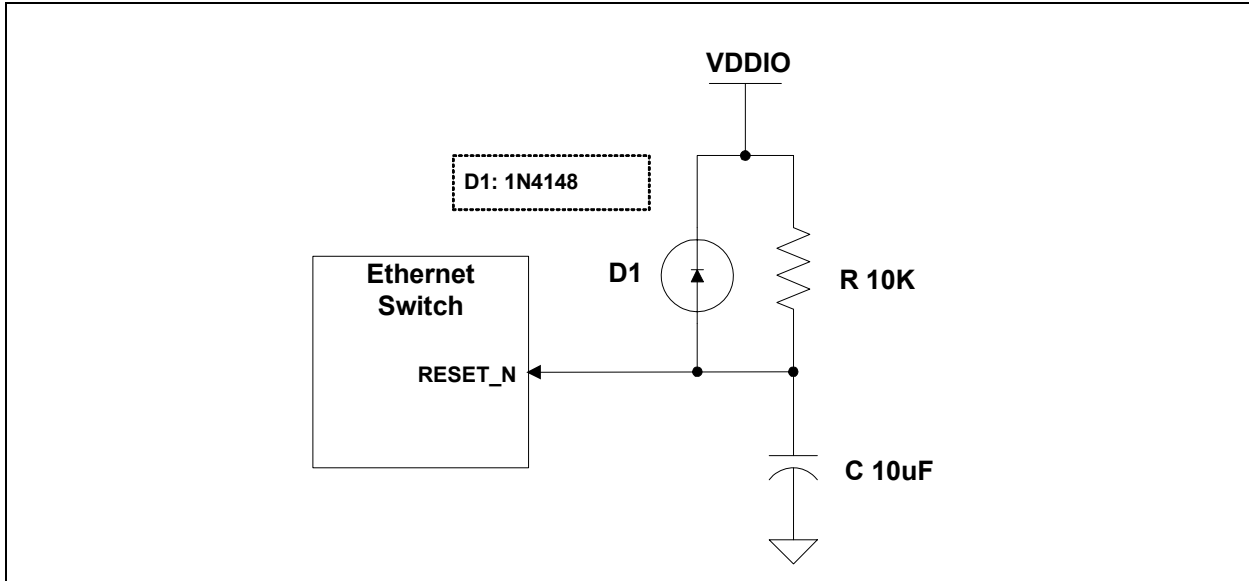 VDDIO
D1: 1N4148
D1
R 10K
Ethernet
Switch
RESET_N
C 10uF